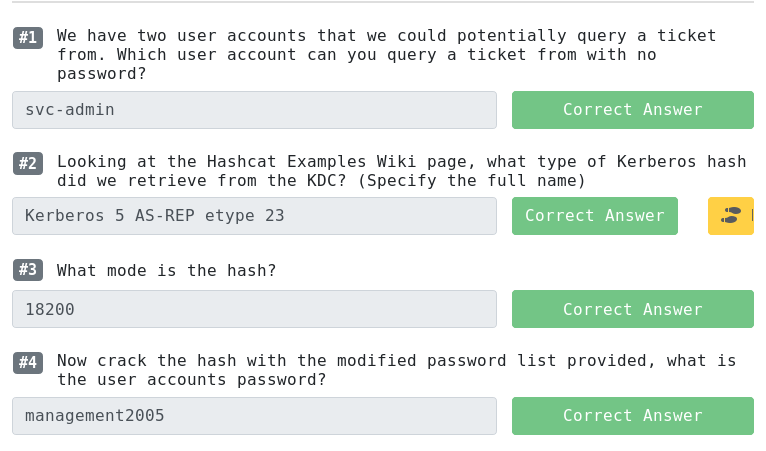 #1 We have two user accounts that we could potentially query a ticket
from. Which user account can you query a ticket from with no
password?
svc-admin Correct Answer
#2 Looking at the Hashcat Examples Wiki page, what type of Kerberos hash
did we retrieve from the KDC? (Specify the full name)
Kerberos 5 AS-REP etype 23 Correct Answer
#3 What mode is the hash?
18200 Correct Answer
#4 Now crack the hash with the modified password list provided, what is
the user accounts password?
management2005 Correct Answer